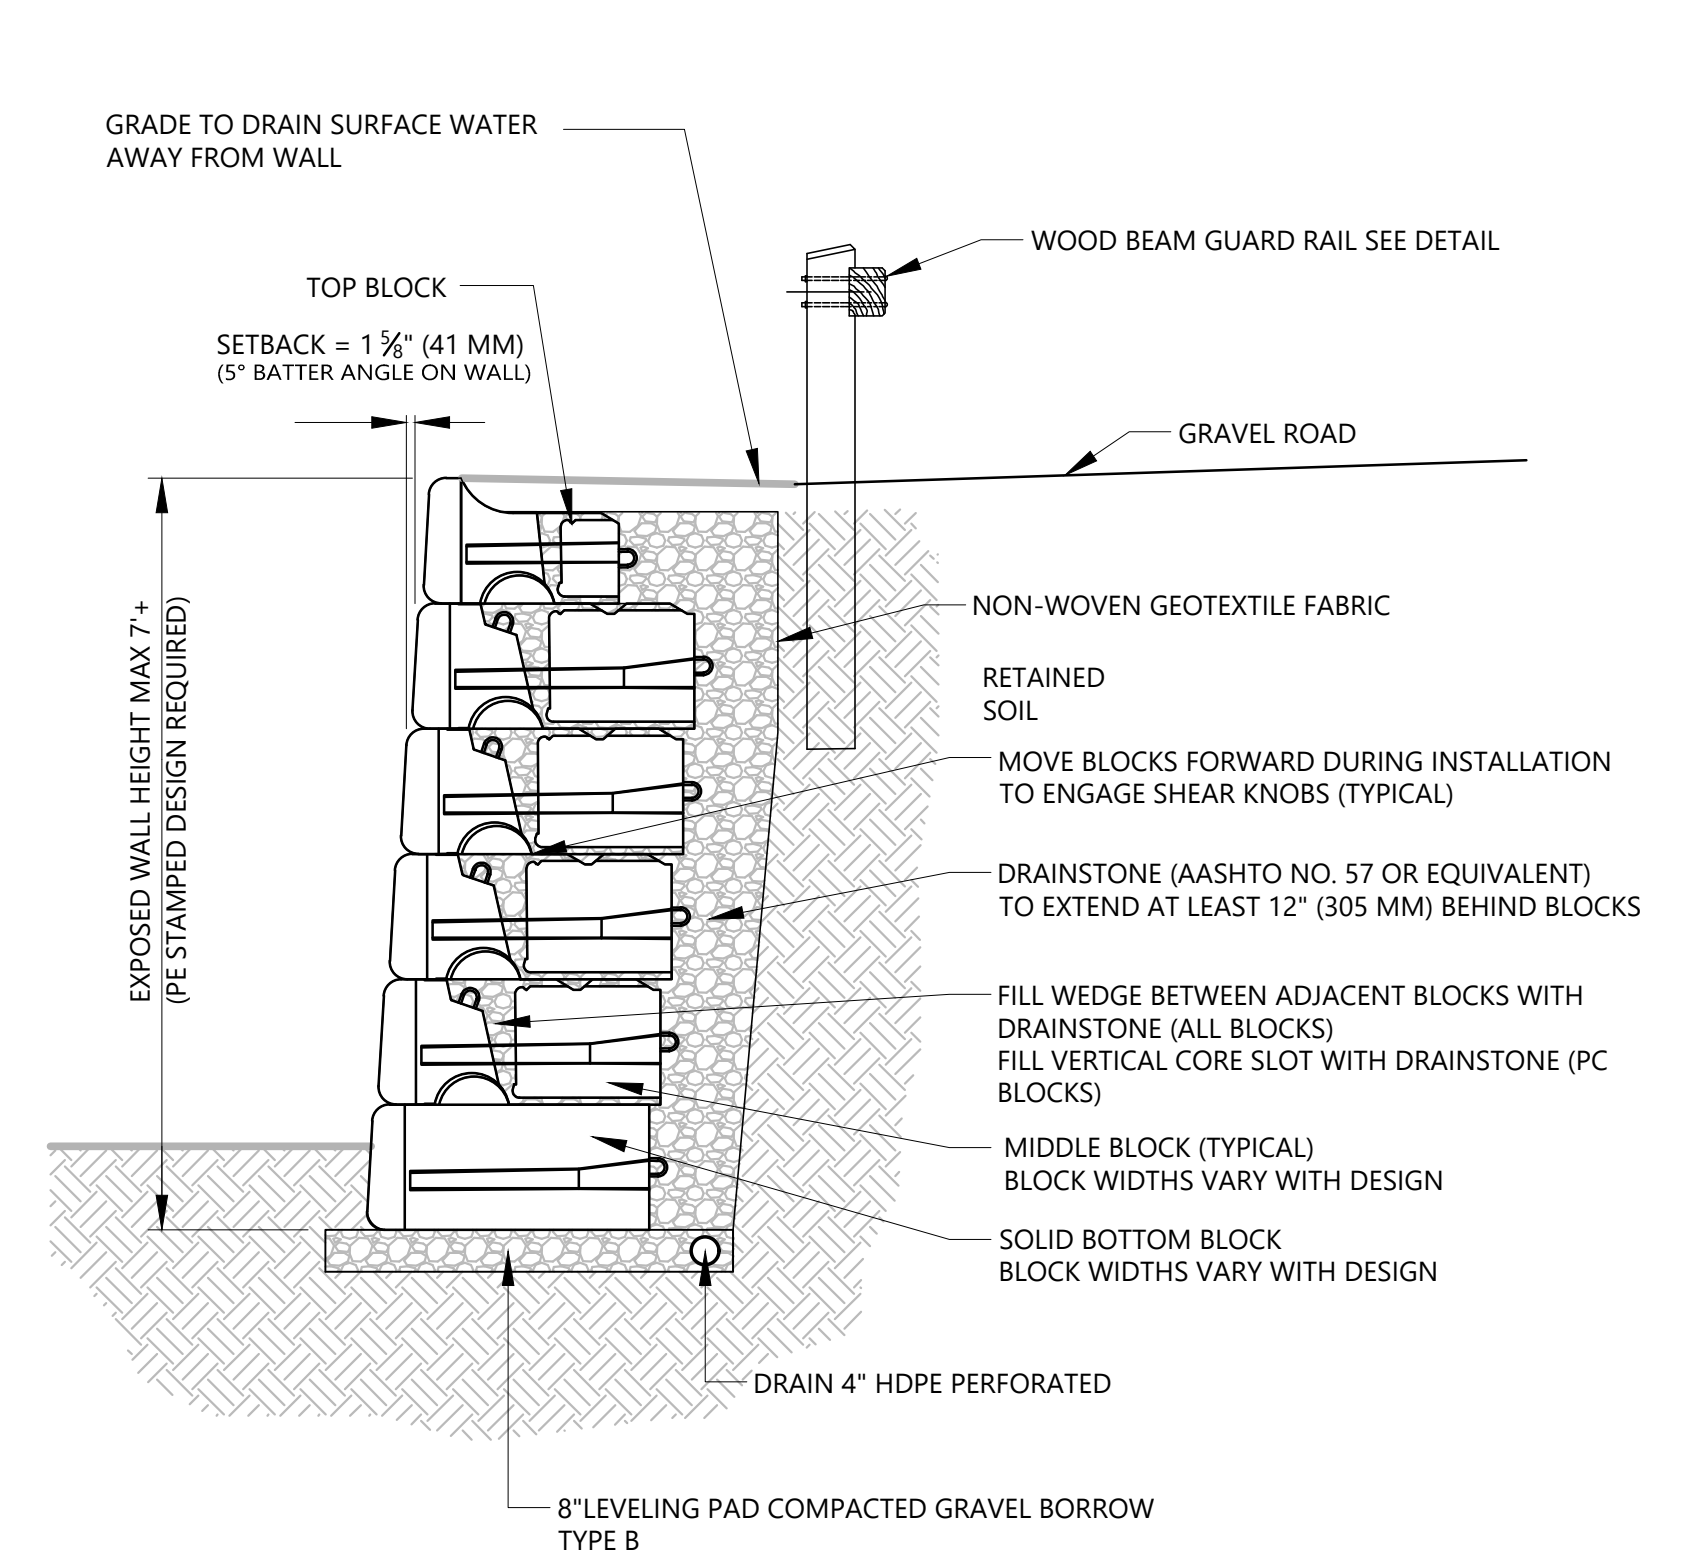 GRADE TO DRAIN SURFACE WATER
AWAY FROM WALL
WOOD BEAM GUARD RAIL SEE DETAIL
TOP BLOCK
SETBACK = 1 5⁄8" (41 MM)
(5° BATTER ANGLE ON WALL)
GRAVEL ROAD
EXPOSED WALL HEIGHT MAX 7'+
(PE STAMPED DESIGN REQUIRED)
NON-WOVEN GEOTEXTILE FABRIC
RETAINED
SOIL
MOVE BLOCKS FORWARD DURING INSTALLATION
TO ENGAGE SHEAR KNOBS (TYPICAL)
DRAINSTONE (AASHTO NO. 57 OR EQUIVALENT)
TO EXTEND AT LEAST 12" (305 MM) BEHIND BLOCKS
FILL WEDGE BETWEEN ADJACENT BLOCKS WITH
DRAINSTONE (ALL BLOCKS)
FILL VERTICAL CORE SLOT WITH DRAINSTONE (PC
BLOCKS)
MIDDLE BLOCK (TYPICAL)
BLOCK WIDTHS VARY WITH DESIGN
SOLID BOTTOM BLOCK
BLOCK WIDTHS VARY WITH DESIGN
DRAIN 4" HDPE PERFORATED
8"LEVELING PAD COMPACTED GRAVEL BORROW
TYPE B